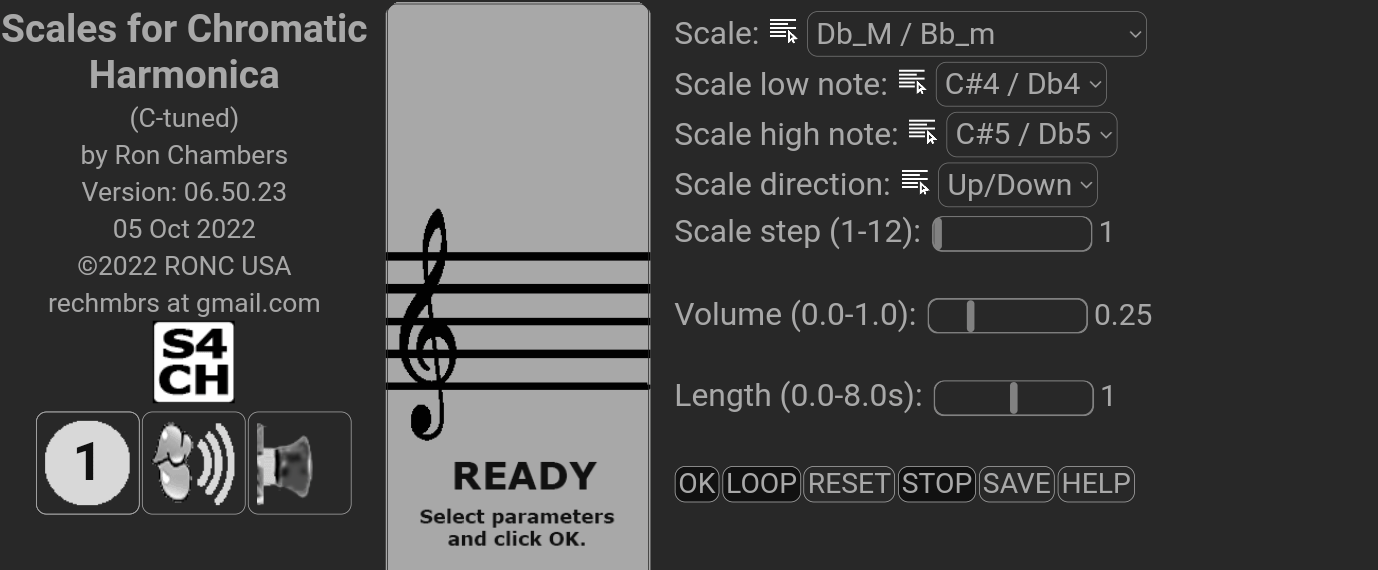 Scales for Chromatic
Harmonica
(C-tuned)
by Ron Chambers
Version: 06.50.23
05 Oct 2022
©2022 RONC USA
rechmbrs at gmail.com
S4
CH
1
READY
Select parameters
and click OK.
Scale: Db_M / Bb_m
Scale low note: C#4 / Db4
Scale high note: C#5 / Db5
Scale direction: Up/Down
Scale step (1-12): 1
Volume (0.0-1.0): 0.25
Length (0.0-8.0s): 1
OK LOOP RESET STOP SAVE HELP